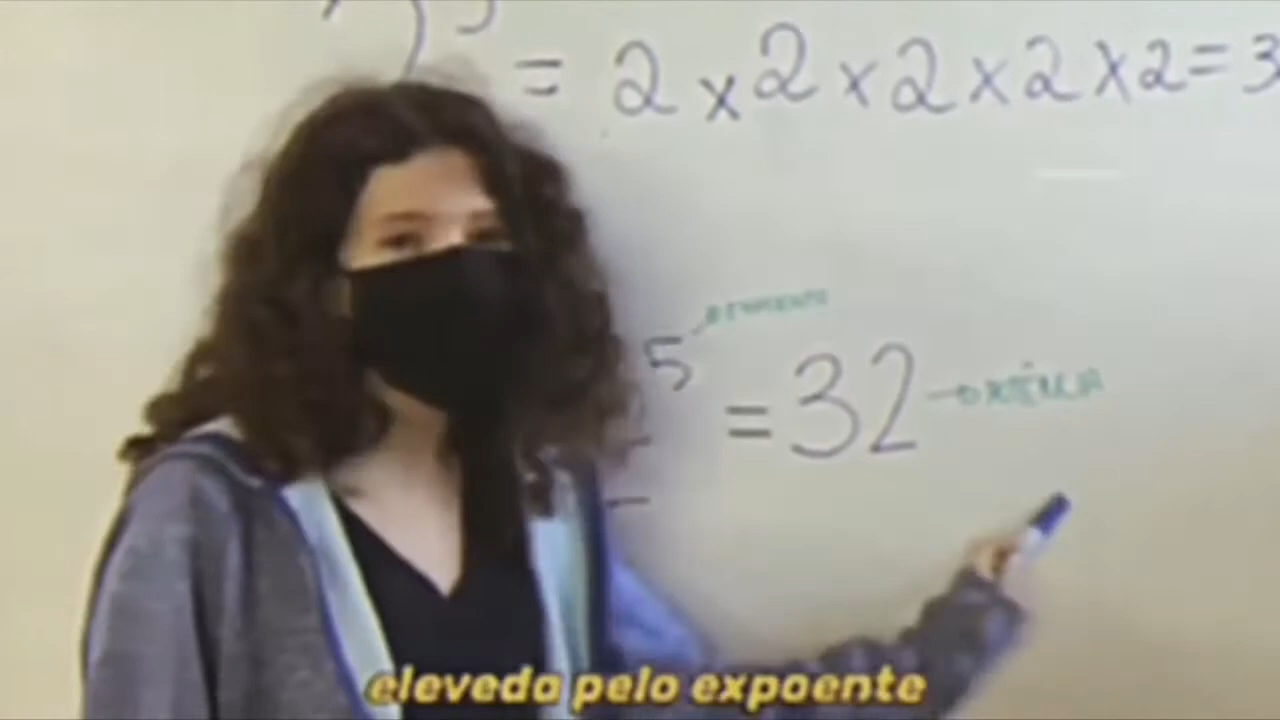 = 2 x 2 x 2 x 2 x 2 = 3
5
= 32
eleveda pelo expoente